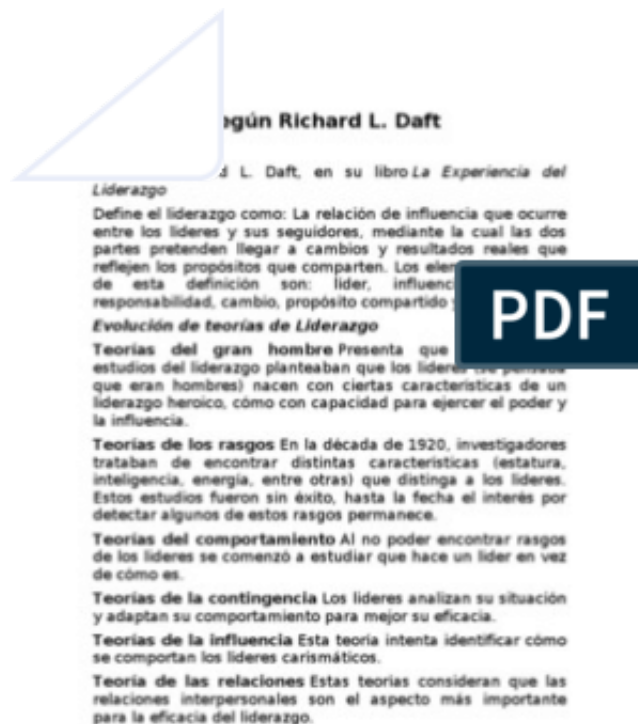 egún Richard L. Daft
L. Daft, en su libro La Experiencia del
Liderazgo
Define el liderazgo como: La relación de influencia que ocurre
entre los lideres y sus seguidores, mediante la cual las dos
partes pretenden llegar a cambios y resultados reales que
reflejen los propósitos que comparten. Los
de esta definición son: lider,
responsabilidad, cambio, propósito compartido
PDF
Evolución de teorías de Liderazgo
Teorías del gran hombre Presenta que
estudios del liderazgo planteaban que los lideres (se pensaba
que eran hombres) nacen con ciertas características de un
liderazgo heroico, cómo con capacidad para ejercer el poder y
la influencia.
Teorías de los rasgos En la década de 1920, investigadores
trataban de encontrar distintas características (estatura,
inteligencia, energía, entre otras) que distinga a los lideres.
Estos estudios fueron sin éxito, hasta la fecha el interés por
detectar algunos de estos rasgos permanece.
Teorías del comportamiento Al no poder encontrar rasgos
de los lideres se comenzó a estudiar que hace un lider en vez
de cómo es.
Teorías de la contingencia Los lideres analizan su situación
y adaptan su comportamiento para mejor su eficacia.
Teorías de la influencia Esta teoría intenta identificar cómo
se comportan los lideres carismáticos.
Teoría de las relaciones Estas teorías consideran que las
relaciones interpersonales son el aspecto más importante
para la eficacia del liderazgo.